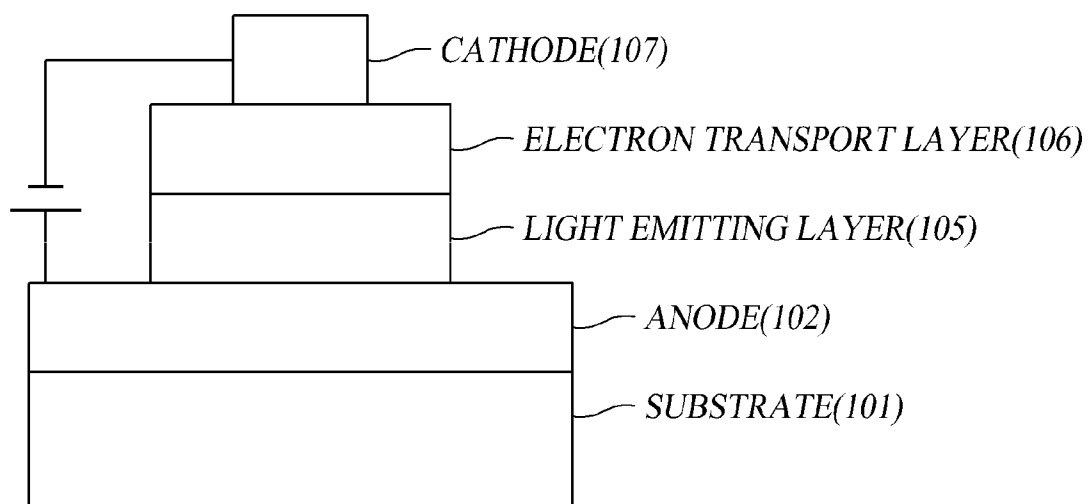 CATHODE(107)
ELECTRON TRANSPORT LAYER(106)
LIGHT EMITTING LAYER(105)
ANODE(102)
SUBSTRATE(101)